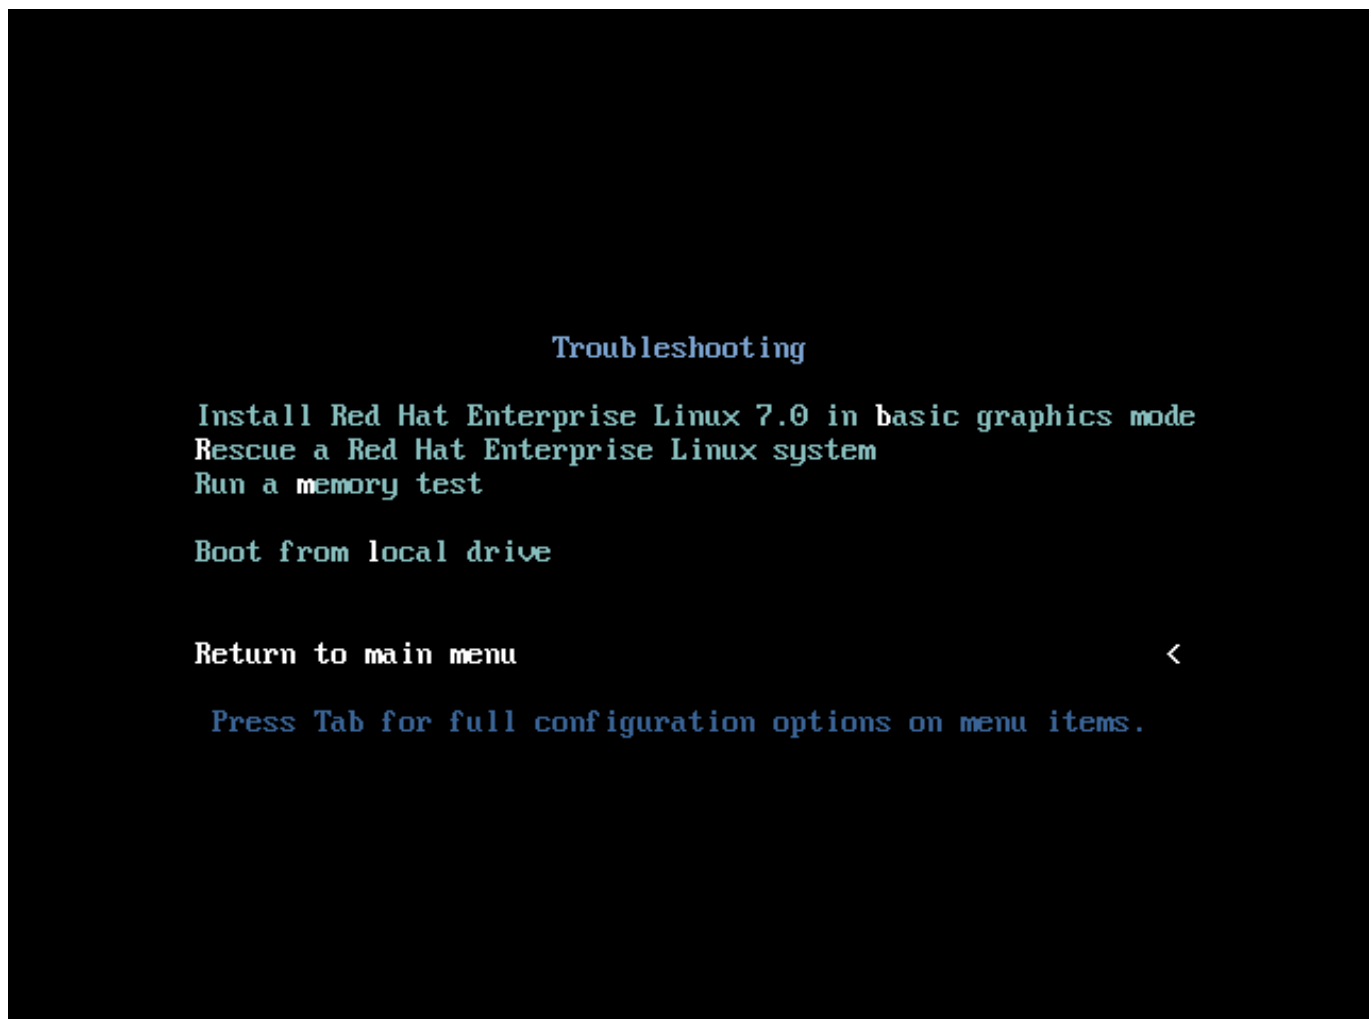 Troubleshooting
Install Red Hat Enterprise Linux 7.0 in basic graphics mode
Rescue a Red Hat Enterprise Linux system
Run a memory test
Boot from local drive
Return to main menu <
Press Tab for full configuration options on menu items.